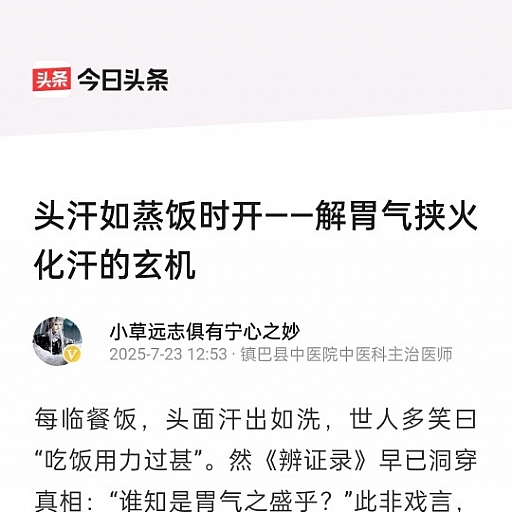 头条 今日头条
头汗如蒸饭时开——解胃气挟火
化汗的玄机
小草远志俱有宁心之妙
2025-7-23 12:53 · 镇巴县中医院中医科主治医师
每临餐饭，头面汗出如洗，世人多笑曰
“吃饭用力过甚”。然《辨证录》早已洞穿
真相：“谁知是胃气之盛乎？”此非戏言，